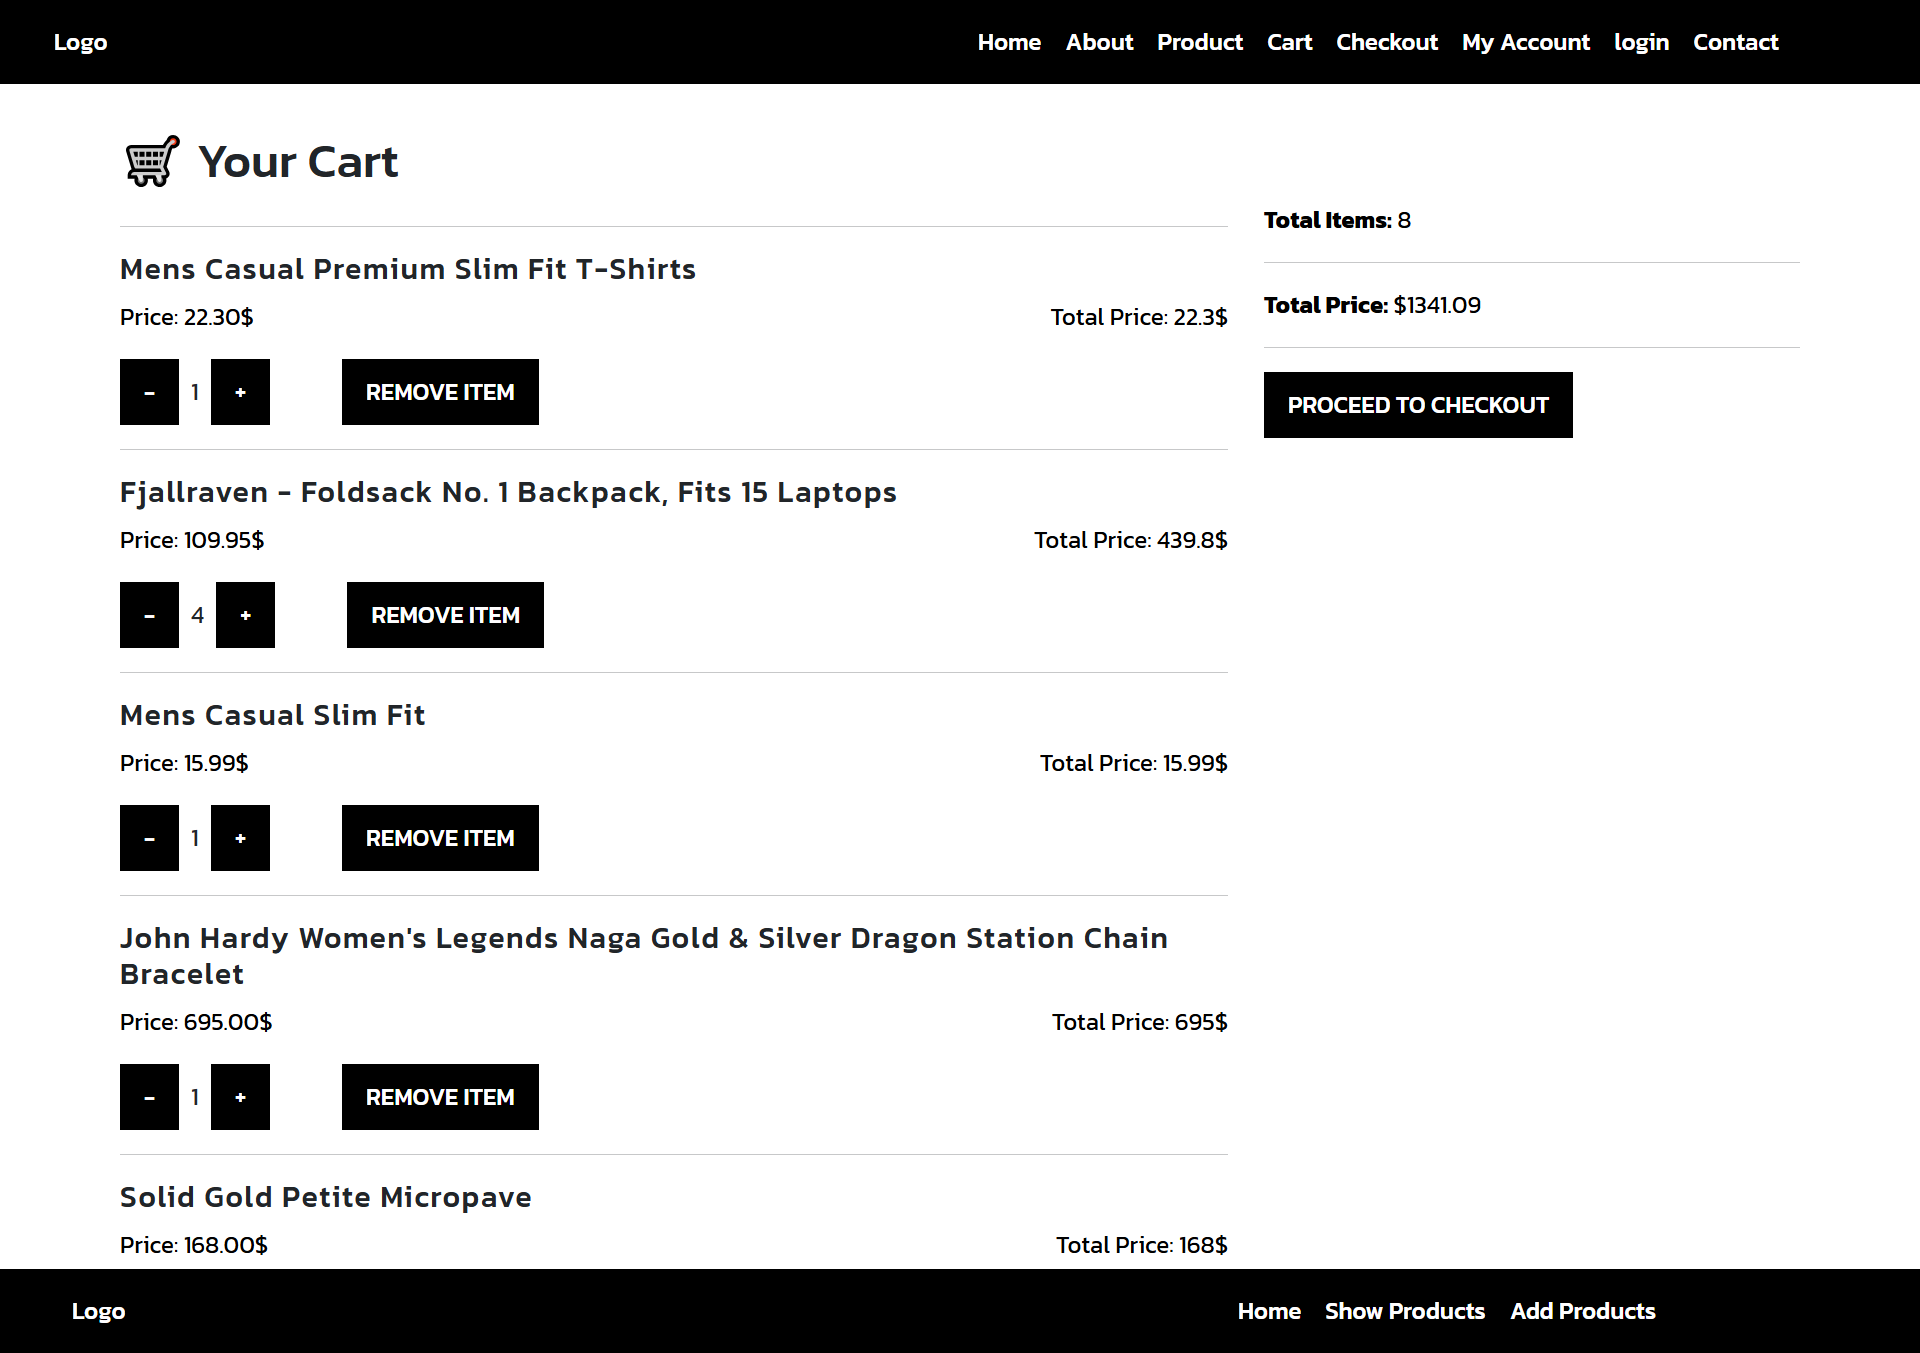 Logo Home About Product Cart Checkout My Account login Contact
Your Cart
Mens Casual Premium Slim Fit T-Shirts
Price: 22.30$ Total Price: 22.3$
- 1 + REMOVE ITEM
Fjallraven - Foldsack No. 1 Backpack, Fits 15 Laptops
Price: 109.95$ Total Price: 439.8$
- 4 + REMOVE ITEM
Mens Casual Slim Fit
Price: 15.99$ Total Price: 15.99$
- 1 + REMOVE ITEM
John Hardy Women's Legends Naga Gold & Silver Dragon Station Chain
Bracelet
Price: 695.00$ Total Price: 695$
- 1 + REMOVE ITEM
Solid Gold Petite Micropave
Price: 168.00$ Total Price: 168$
Total Items: 8
Total Price: $1341.09
PROCEED TO CHECKOUT
Logo Home Show Products Add Products